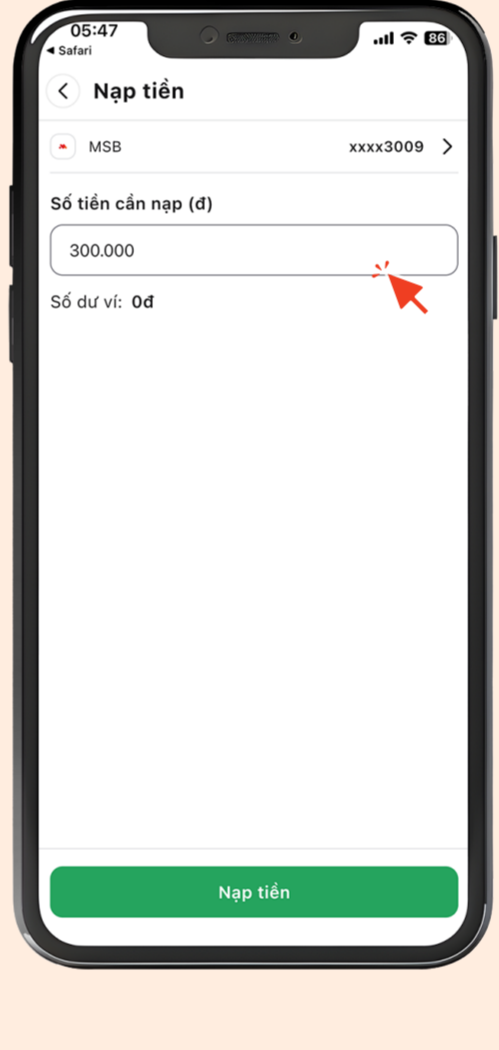 05:47
86
◂ Safari
Nạp tiền
MSB
xxxx3009
Số tiền cần nạp (đ)
300.000
Số dư ví: 0đ
Nạp tiền